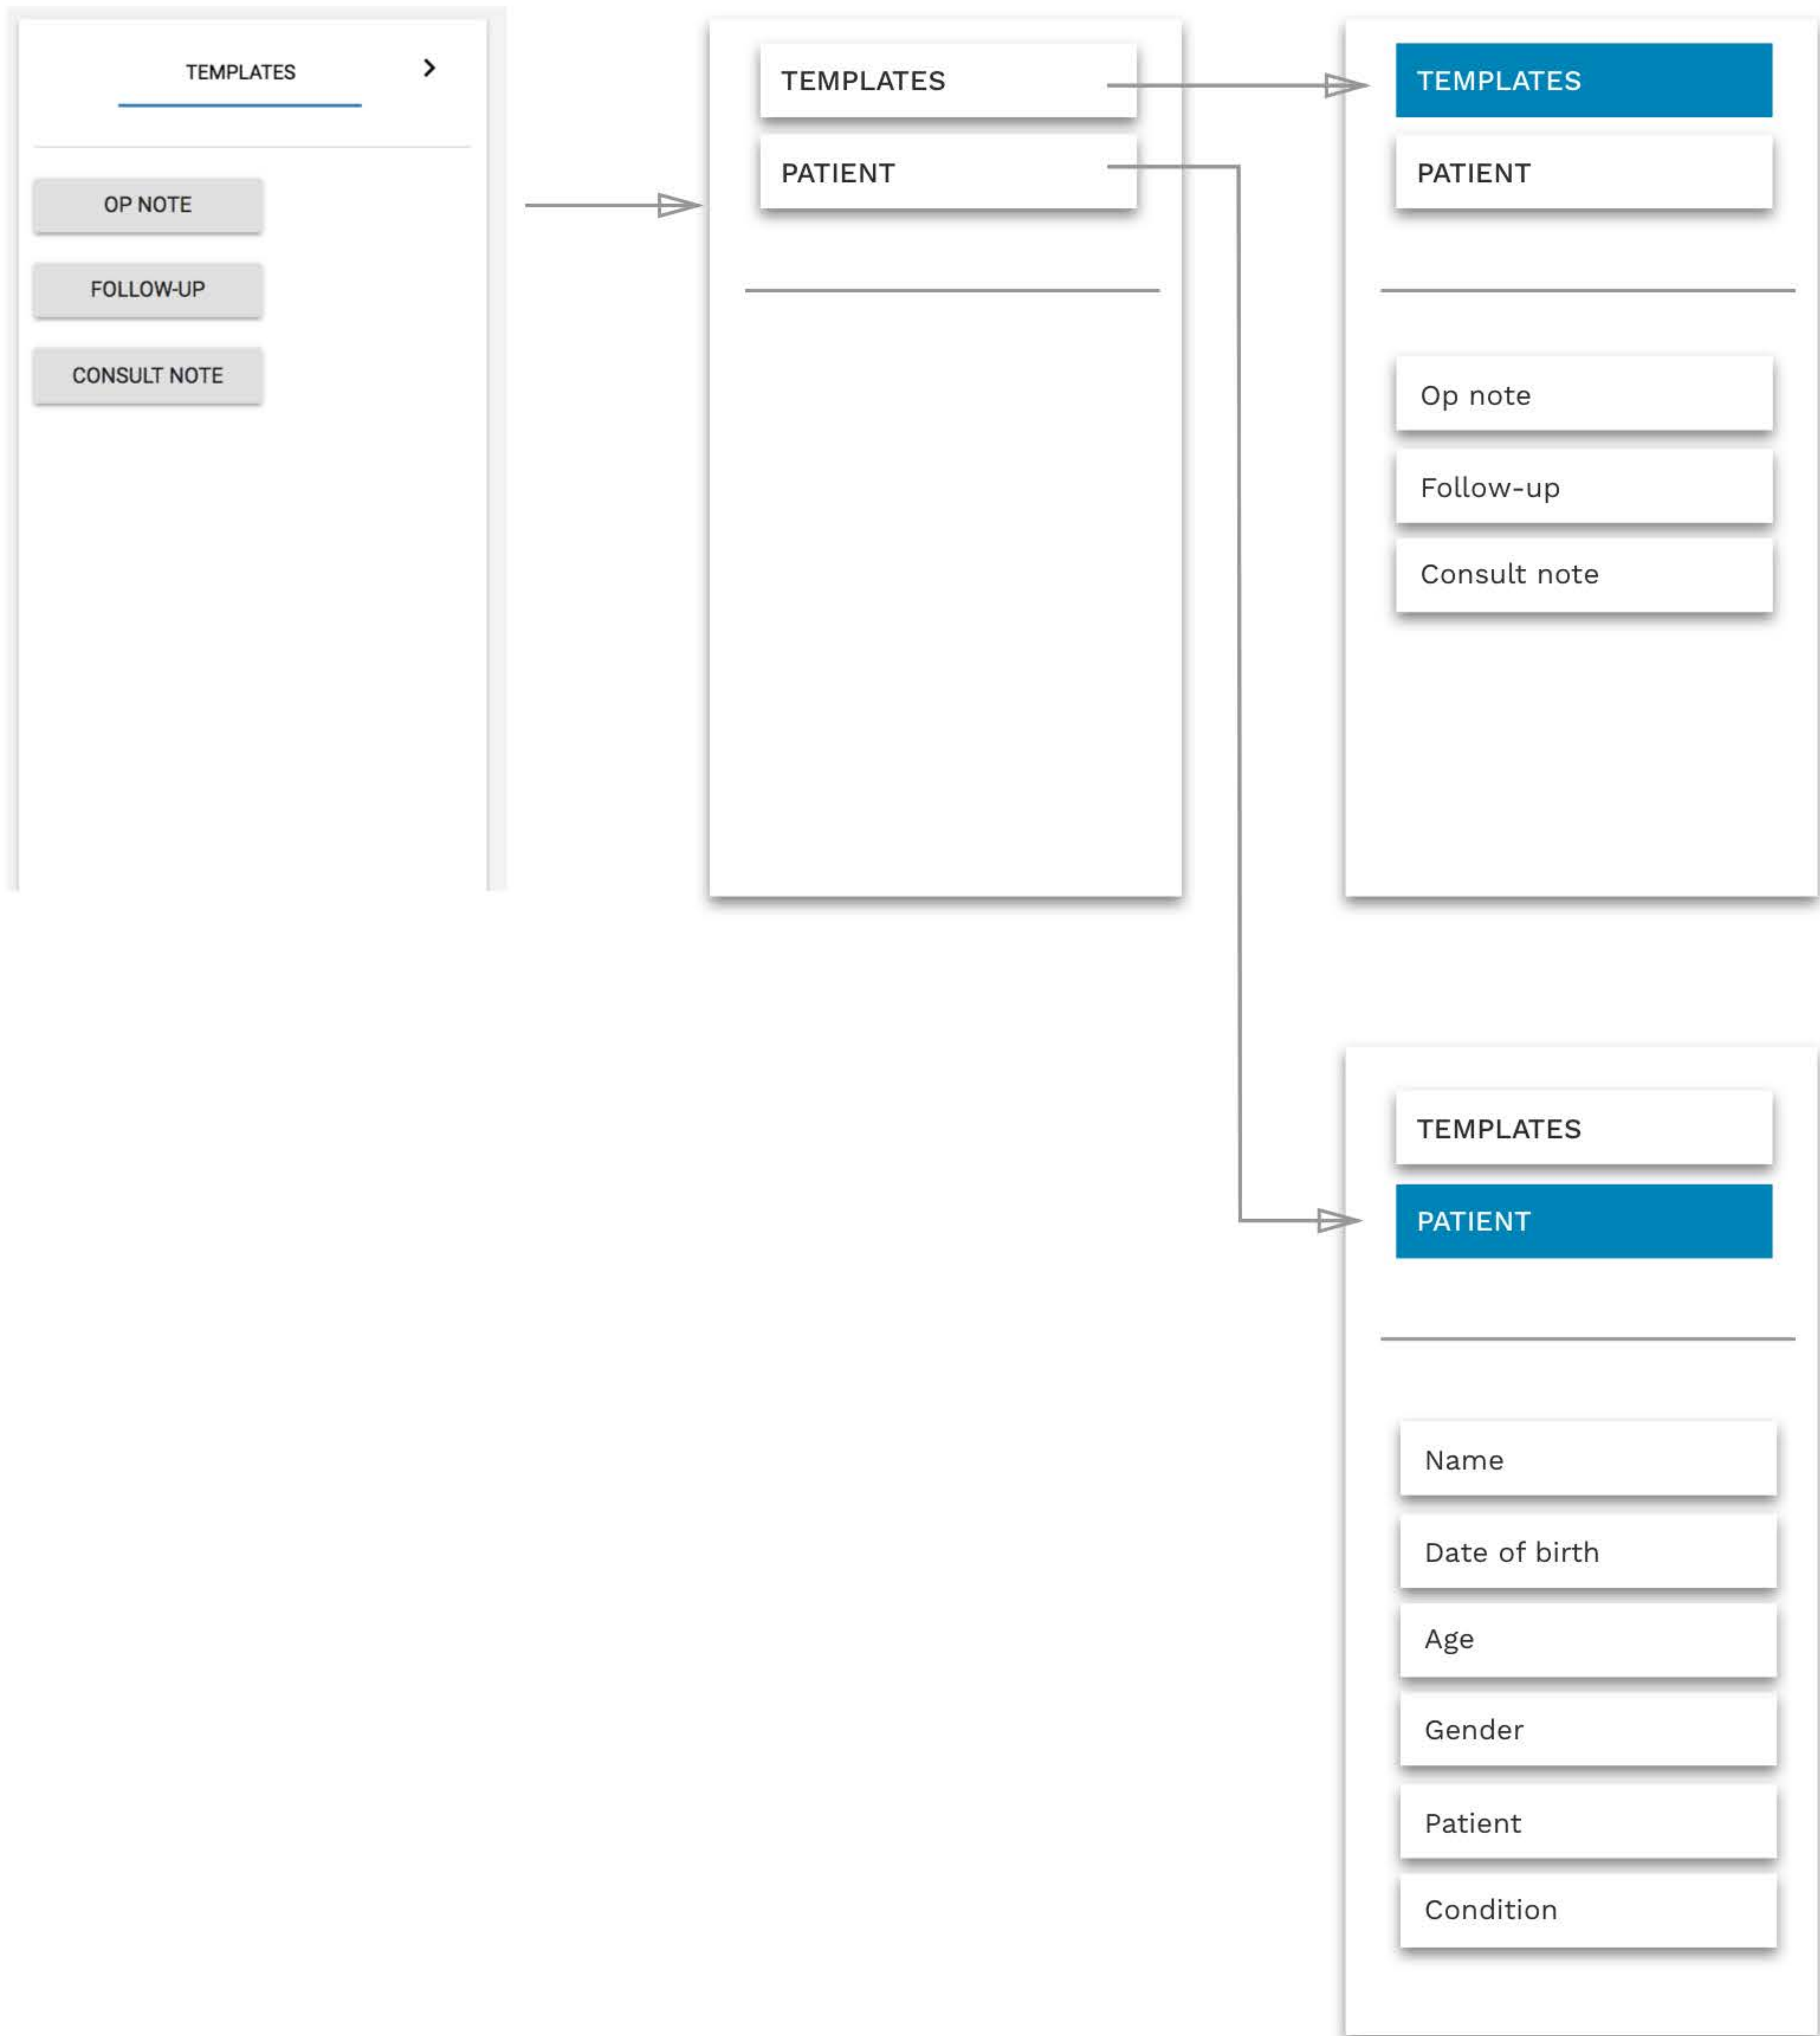 TEMPLATES
OP NOTE
FOLLOW-UP
CONSULT NOTE
TEMPLATES
PATIENT
TEMPLATES
PATIENT
Op note
Follow-up
Consult note
TEMPLATES
PATIENT
Name
Date of birth
Age
Gender
Patient
Condition